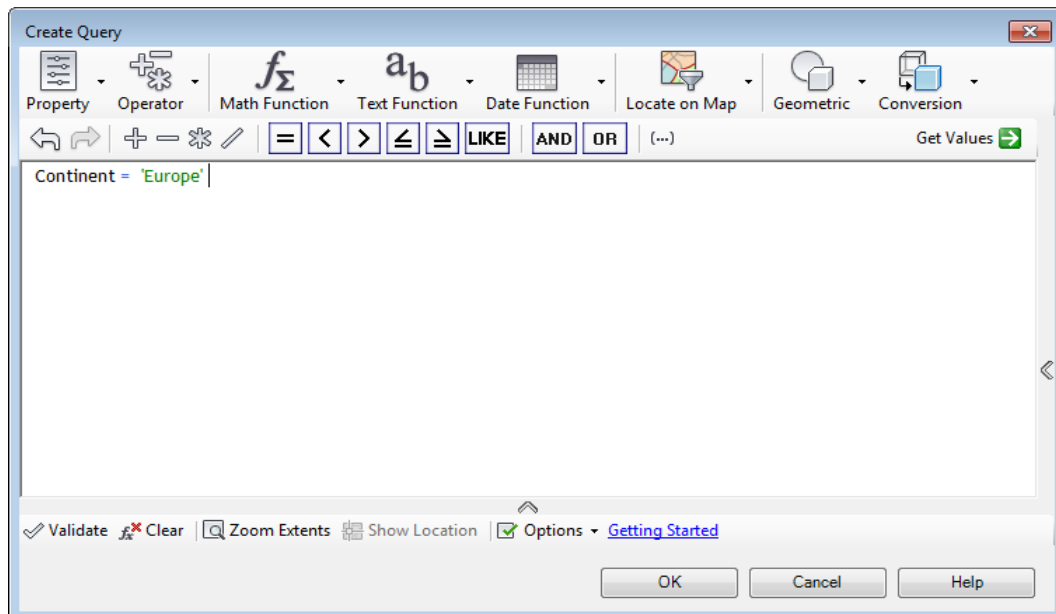 Create Query
Property Operator Math Function Text Function Date Function Locate on Map Geometric Conversion
= < > ≤ ≥ LIKE AND OR (...) Get Values
Continent = 'Europe'
Validate Clear Zoom Extents Show Location Options Getting Started
OK Cancel Help